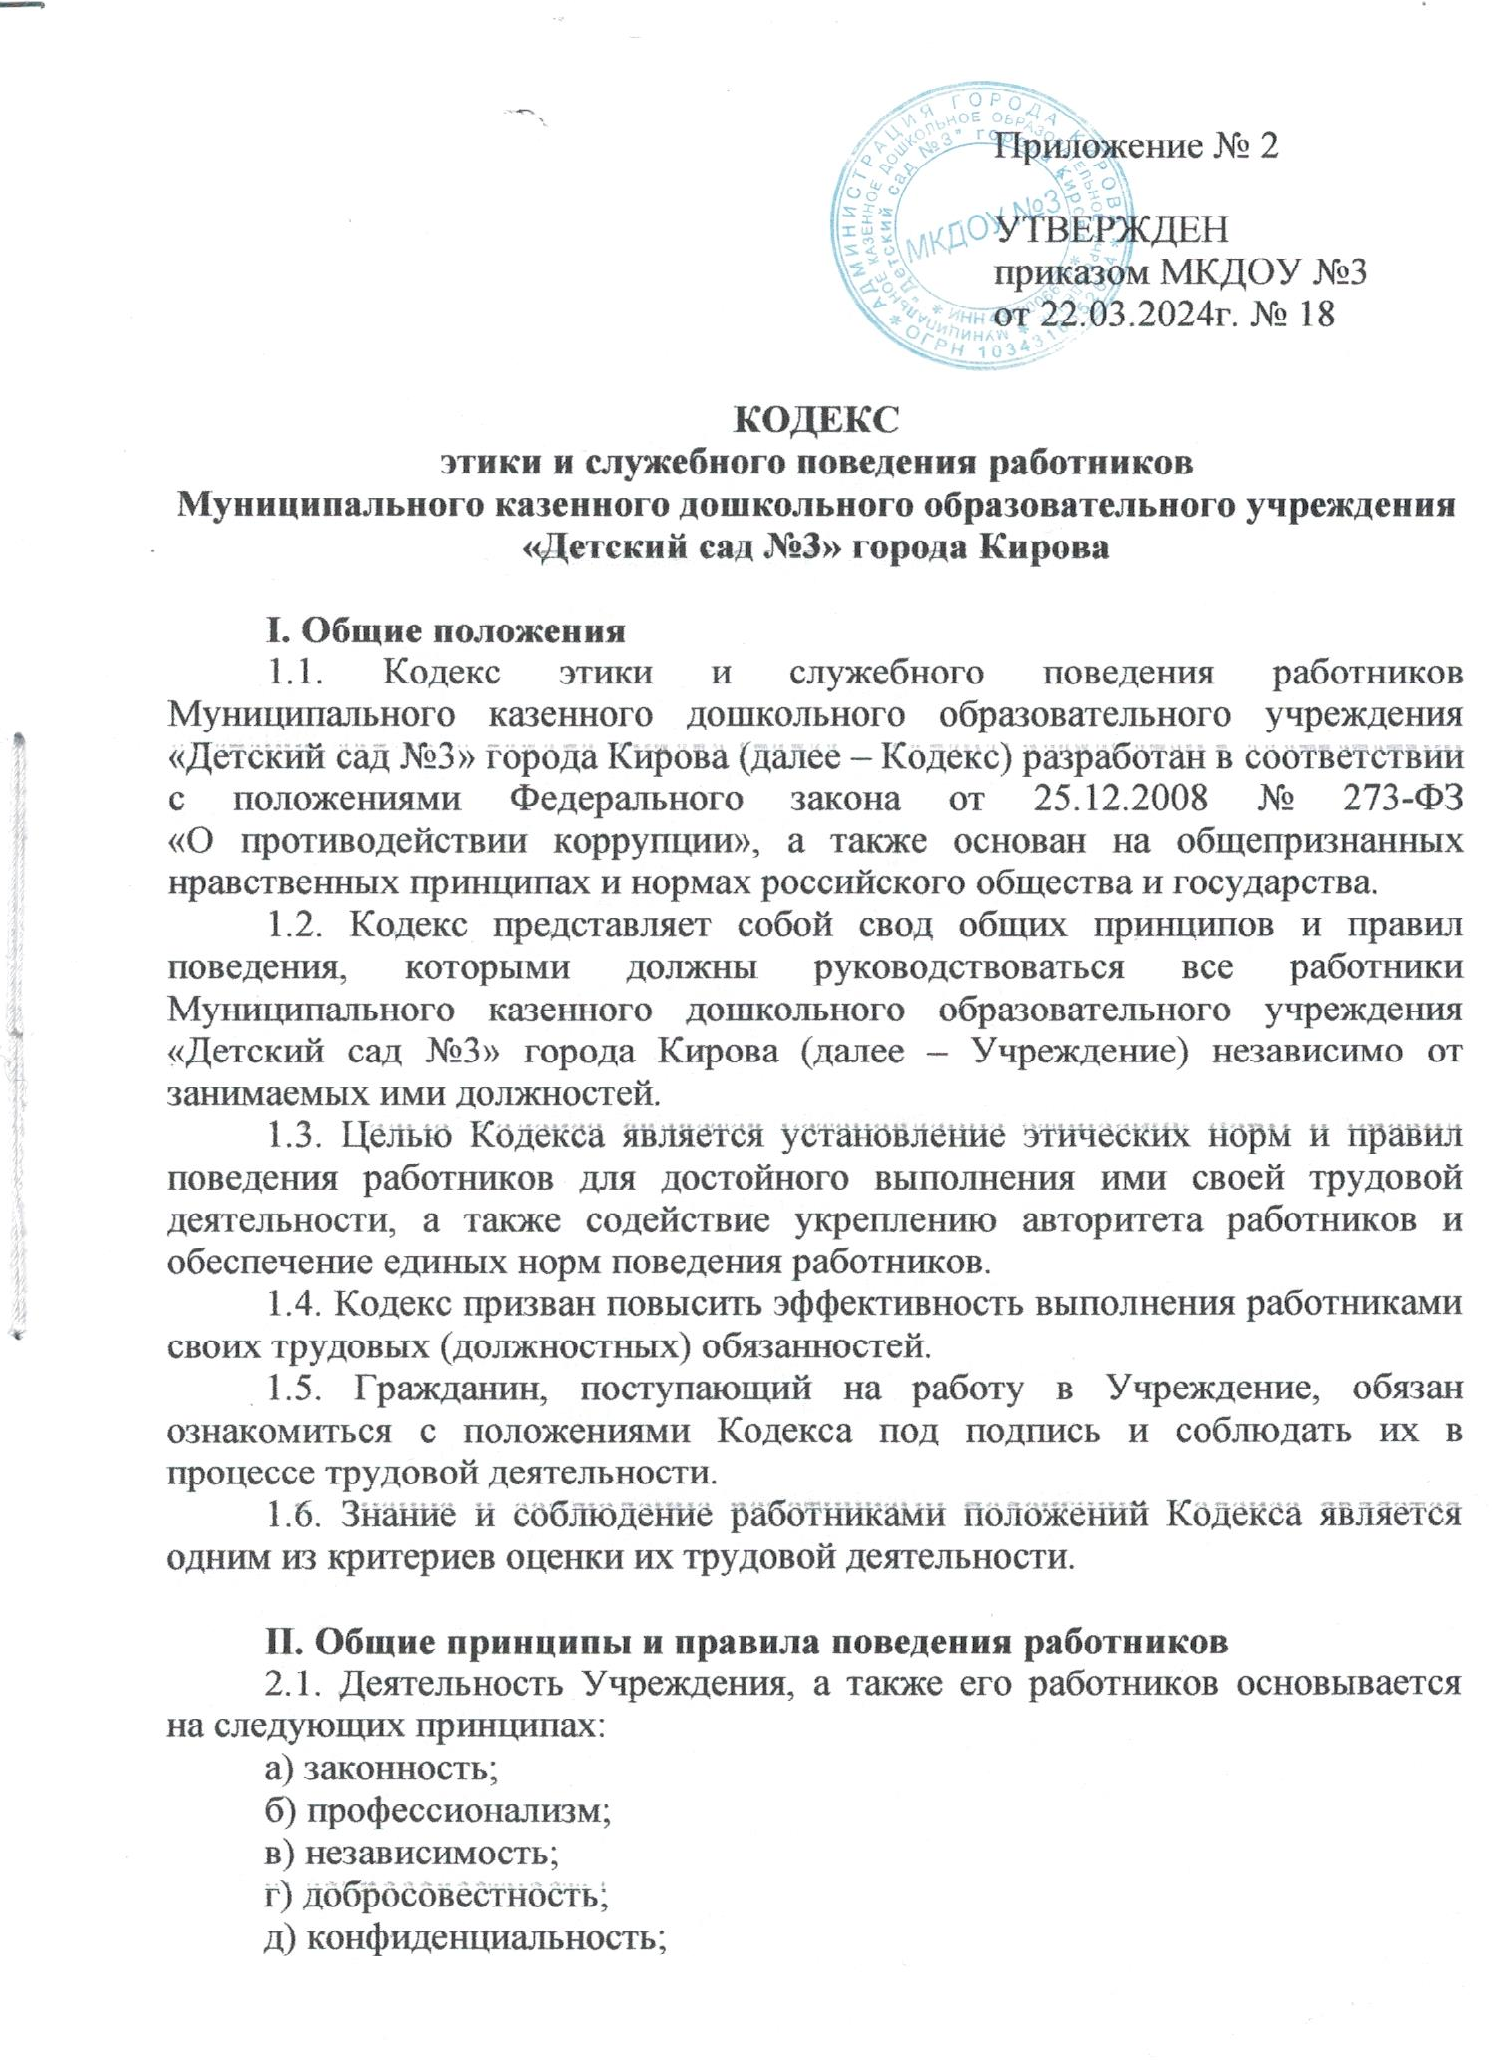 Приложение № 2
УТВЕРЖДЕН
приказом МКДОУ №3
от 22.03.2024г. № 18
АДМИНИСТРАЦИЯ ГОРОДА КИРОВА
"Детский сад №3" города Кирова
МКДОУ №3
КОДЕКС
этики и служебного поведения работников
Муниципального казенного дошкольного образовательного учреждения
«Детский сад №3» города Кирова
I. Общие положения
1.1. Кодекс этики и служебного поведения работников
Муниципального казенного дошкольного образовательного учреждения
«Детский сад №3» города Кирова (далее – Кодекс) разработан в соответствии
с положениями Федерального закона от 25.12.2008 № 273-ФЗ
«О противодействии коррупции», а также основан на общепризнанных
нравственных принципах и нормах российского общества и государства.
1.2. Кодекс представляет собой свод общих принципов и правил
поведения, которыми должны руководствоваться все работники
Муниципального казенного дошкольного образовательного учреждения
«Детский сад №3» города Кирова (далее – Учреждение) независимо от
занимаемых ими должностей.
1.3. Целью Кодекса является установление этических норм и правил
поведения работников для достойного выполнения ими своей трудовой
деятельности, а также содействие укреплению авторитета работников и
обеспечение единых норм поведения работников.
1.4. Кодекс призван повысить эффективность выполнения работниками
своих трудовых (должностных) обязанностей.
1.5. Гражданин, поступающий на работу в Учреждение, обязан
ознакомиться с положениями Кодекса под подпись и соблюдать их в
процессе трудовой деятельности.
1.6. Знание и соблюдение работниками положений Кодекса является
одним из критериев оценки их трудовой деятельности.
II. Общие принципы и правила поведения работников
2.1. Деятельность Учреждения, а также его работников основывается
на следующих принципах:
а) законность;
б) профессионализм;
в) независимость;
г) добросовестность;
д) конфиденциальность;